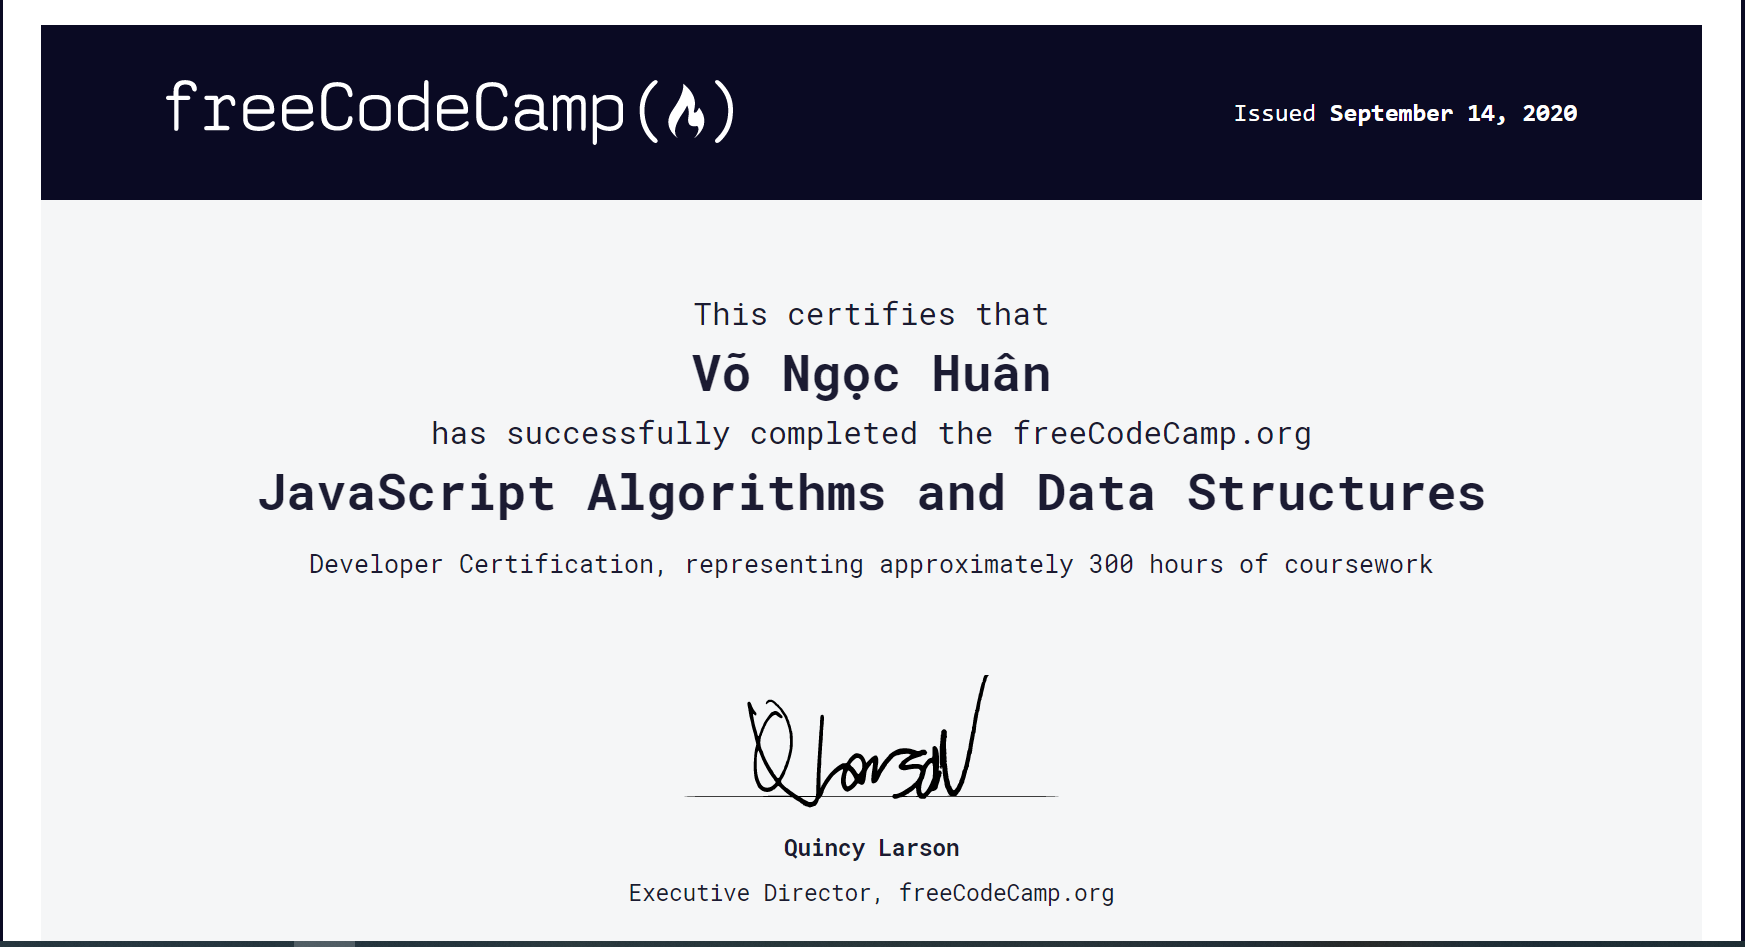 freeCodeCamp(🔥)
Issued September 14, 2020
This certifies that
Võ Ngọc Huân
has successfully completed the freeCodeCamp.org
JavaScript Algorithms and Data Structures
Developer Certification, representing approximately 300 hours of coursework
Q Larson
Quincy Larson
Executive Director, freeCodeCamp.org